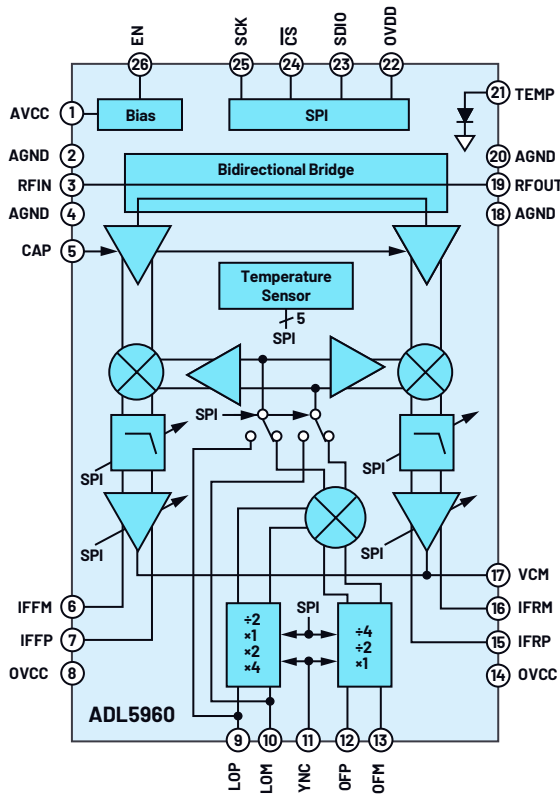 EN
SCK
CS
SDIO
OVDD
26
25
24
23
22
21
TEMP
AVCC
1
Bias
SPI
AGND
2
20
AGND
Bidirectional Bridge
RFIN
3
19
RFOUT
AGND
4
18
AGND
CAP
5
Temperature
Sensor
5
SPI
SPI
SPI
SPI
SPI
SPI
17
VCM
IFFM
6
16
IFRM
÷2
×1
×2
×4
SPI
÷4
÷2
×1
IFFP
7
15
IFRP
OVCC
8
14
OVCC
ADL5960
9
10
11
12
13
LOP
LOM
YNC
OFP
OFM